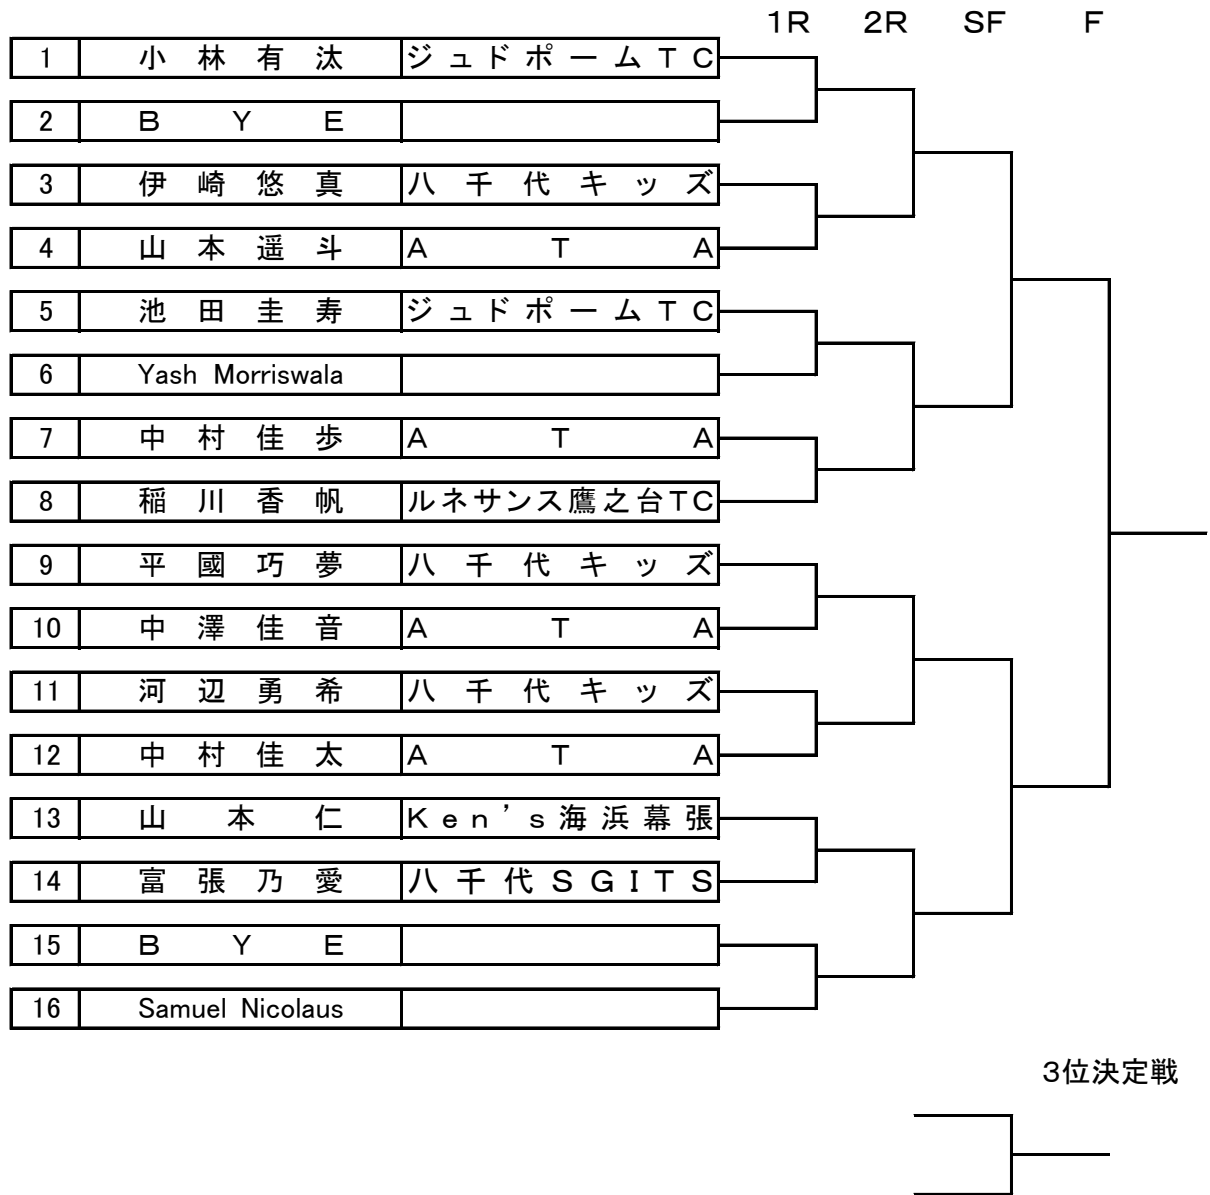 1R 2R SF F
1 小林有汰 ジュドポームTC
2 BYE
3 伊崎悠真 八千代キッズ
4 山本遥斗 ATA
5 池田圭寿 ジュドポームTC
6 Yash Morriswala
7 中村佳歩 ATA
8 稲川香帆 ルネサンス鷹之台TC
9 平國巧夢 八千代キッズ
10 中澤佳音 ATA
11 河辺勇希 八千代キッズ
12 中村佳太 ATA
13 山本仁 Ken's海浜幕張
14 富張乃愛 八千代SGITS
15 BYE
16 Samuel Nicolaus
3位決定戦